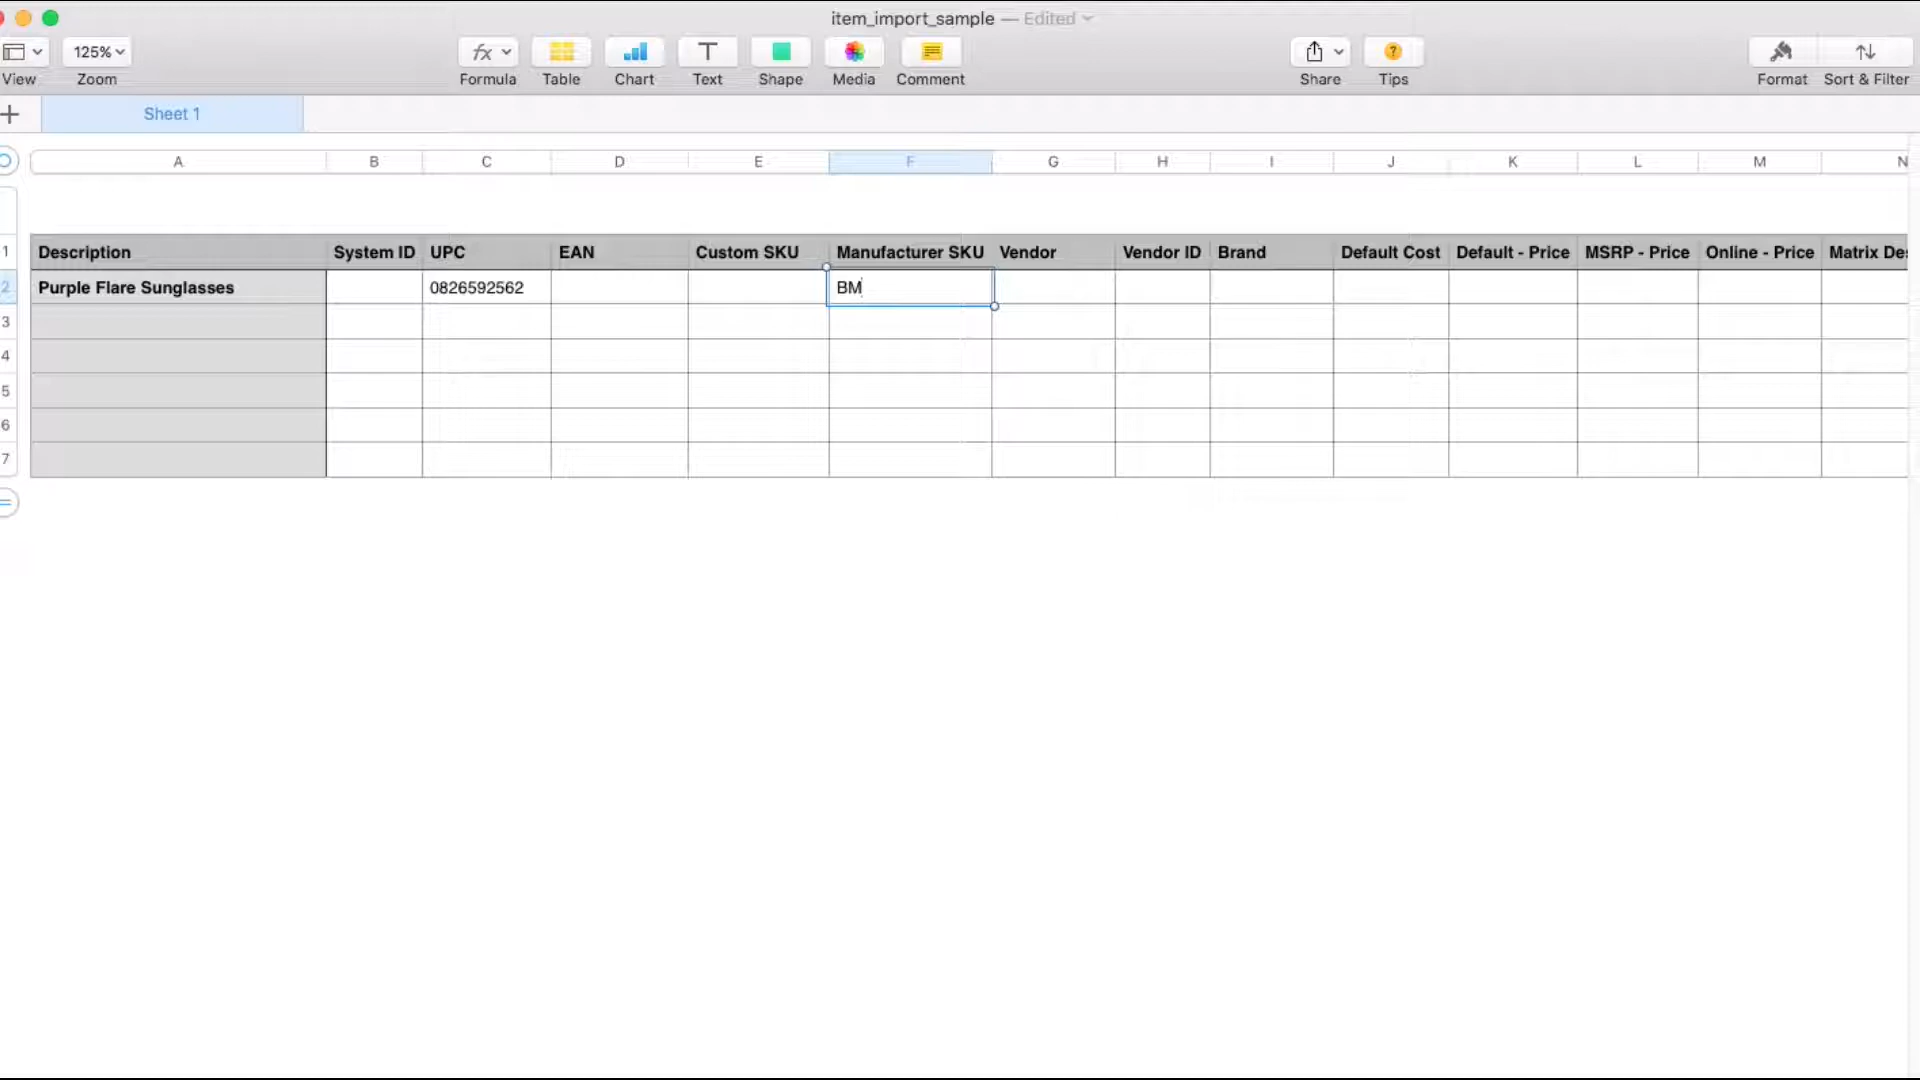 item_import_sample — Edited
125%
View Zoom Formula Table Chart Text Shape Media Comment Share Tips Format Sort & Filter
Sheet 1
A B C D E F G H I J K L M N
1 Description System ID UPC EAN Custom SKU Manufacturer SKU Vendor Vendor ID Brand Default Cost Default - Price MSRP - Price Online - Price Matrix
2 Purple Flare Sunglasses 0826592562 BM
3
4
5
6
7